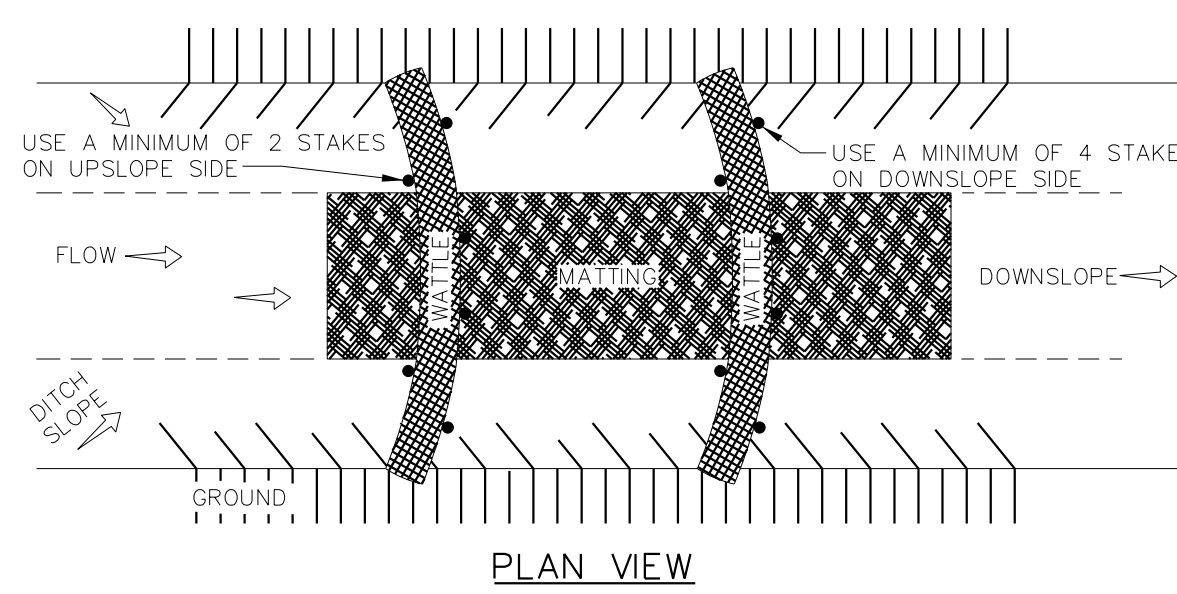 USE A MINIMUM OF 2 STAKES
ON UPSLOPE SIDE
USE A MINIMUM OF 4 STAKE
ON DOWNSLOPE SIDE
FLOW
WATTLE
MATTING
WATTLE
DOWNSLOPE
DITCH
SLOPE
GROUND
PLAN VIEW